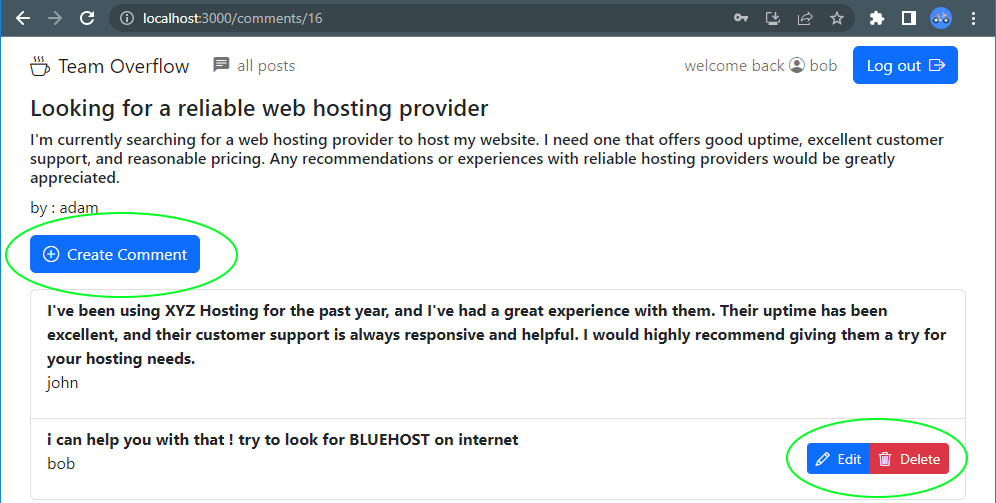 localhost:3000/comments/16
Team Overflow all posts welcome back bob Log out
Looking for a reliable web hosting provider
I'm currently searching for a web hosting provider to host my website. I need one that offers good uptime, excellent customer
support, and reasonable pricing. Any recommendations or experiences with reliable hosting providers would be greatly
appreciated.
by : adam
Create Comment
I've been using XYZ Hosting for the past year, and I've had a great experience with them. Their uptime has been
excellent, and their customer support is always responsive and helpful. I would highly recommend giving them a try for
your hosting needs.
john
i can help you with that ! try to look for BLUEHOST on internet
bob
Edit Delete